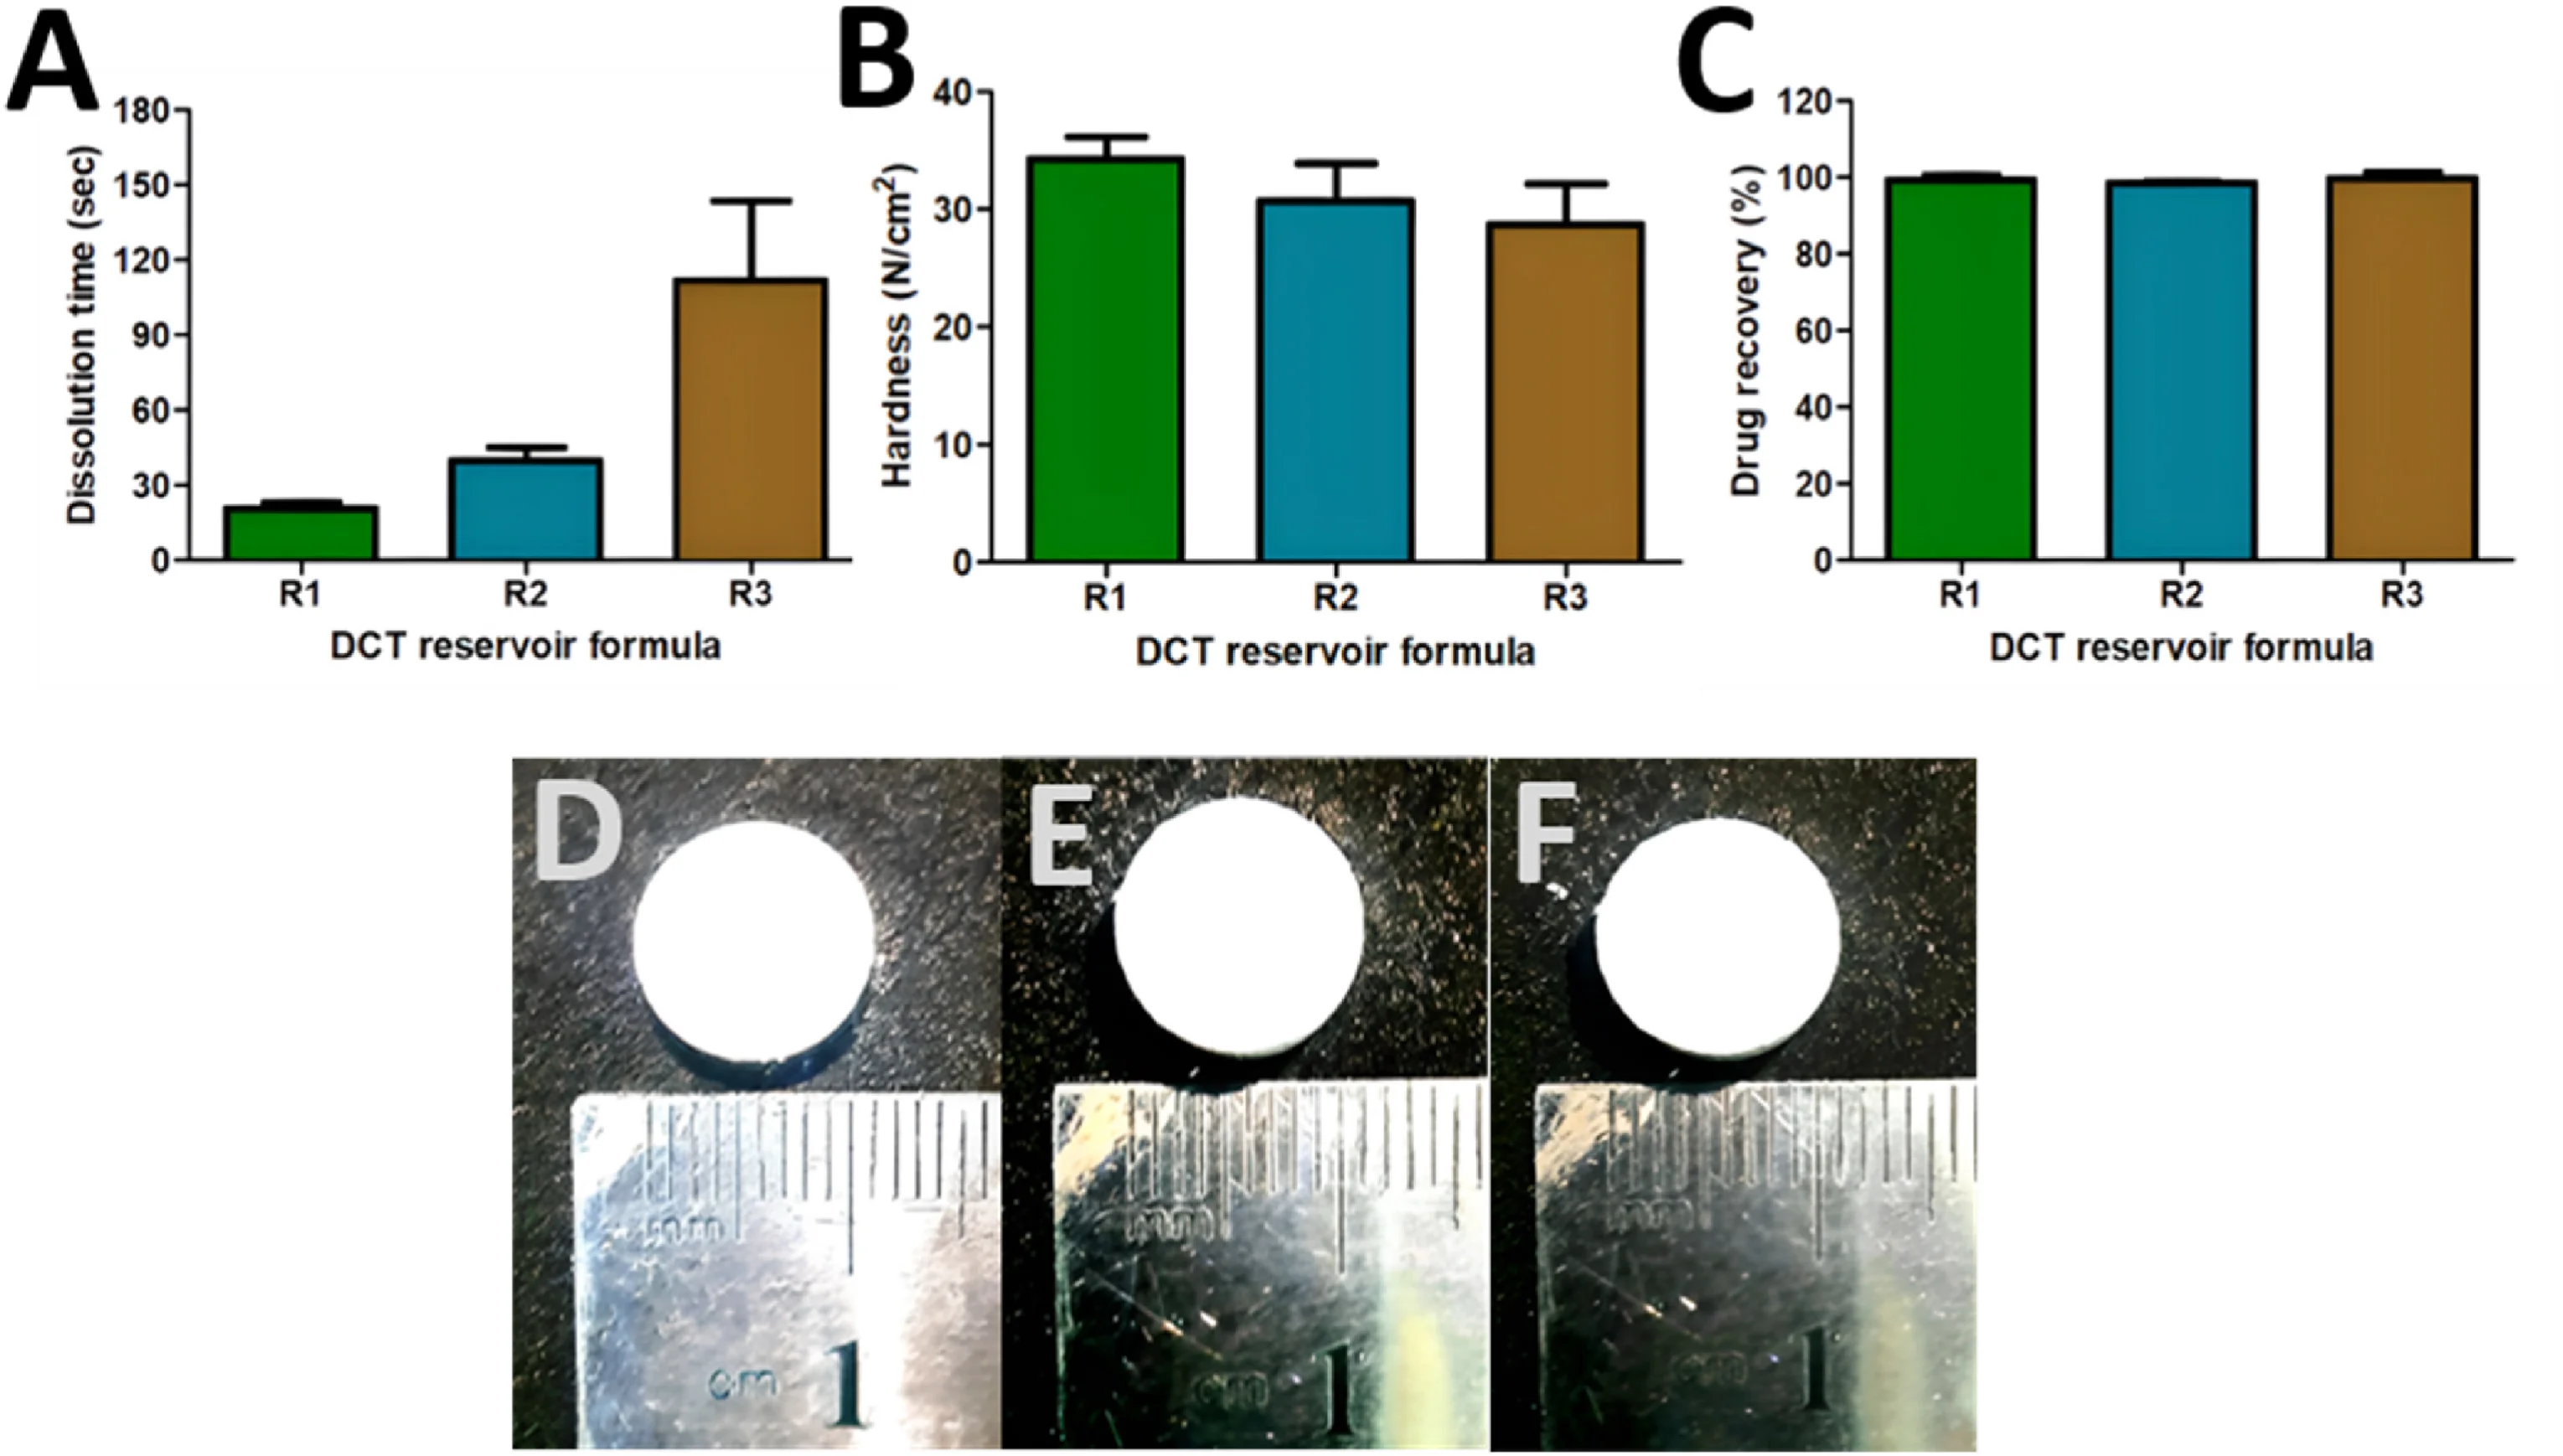 A
180
150
120
90
60
30
0
Dissolution time (sec)
R1 R2 R3
DCT reservoir formula
B
40
30
20
10
0
Hardness (N/cm²)
R1 R2 R3
DCT reservoir formula
C
120
100
80
60
40
20
0
Drug recovery (%)
R1 R2 R3
DCT reservoir formula
D
mm
cm 1
E
mm
cm 1
F
mm
cm 1